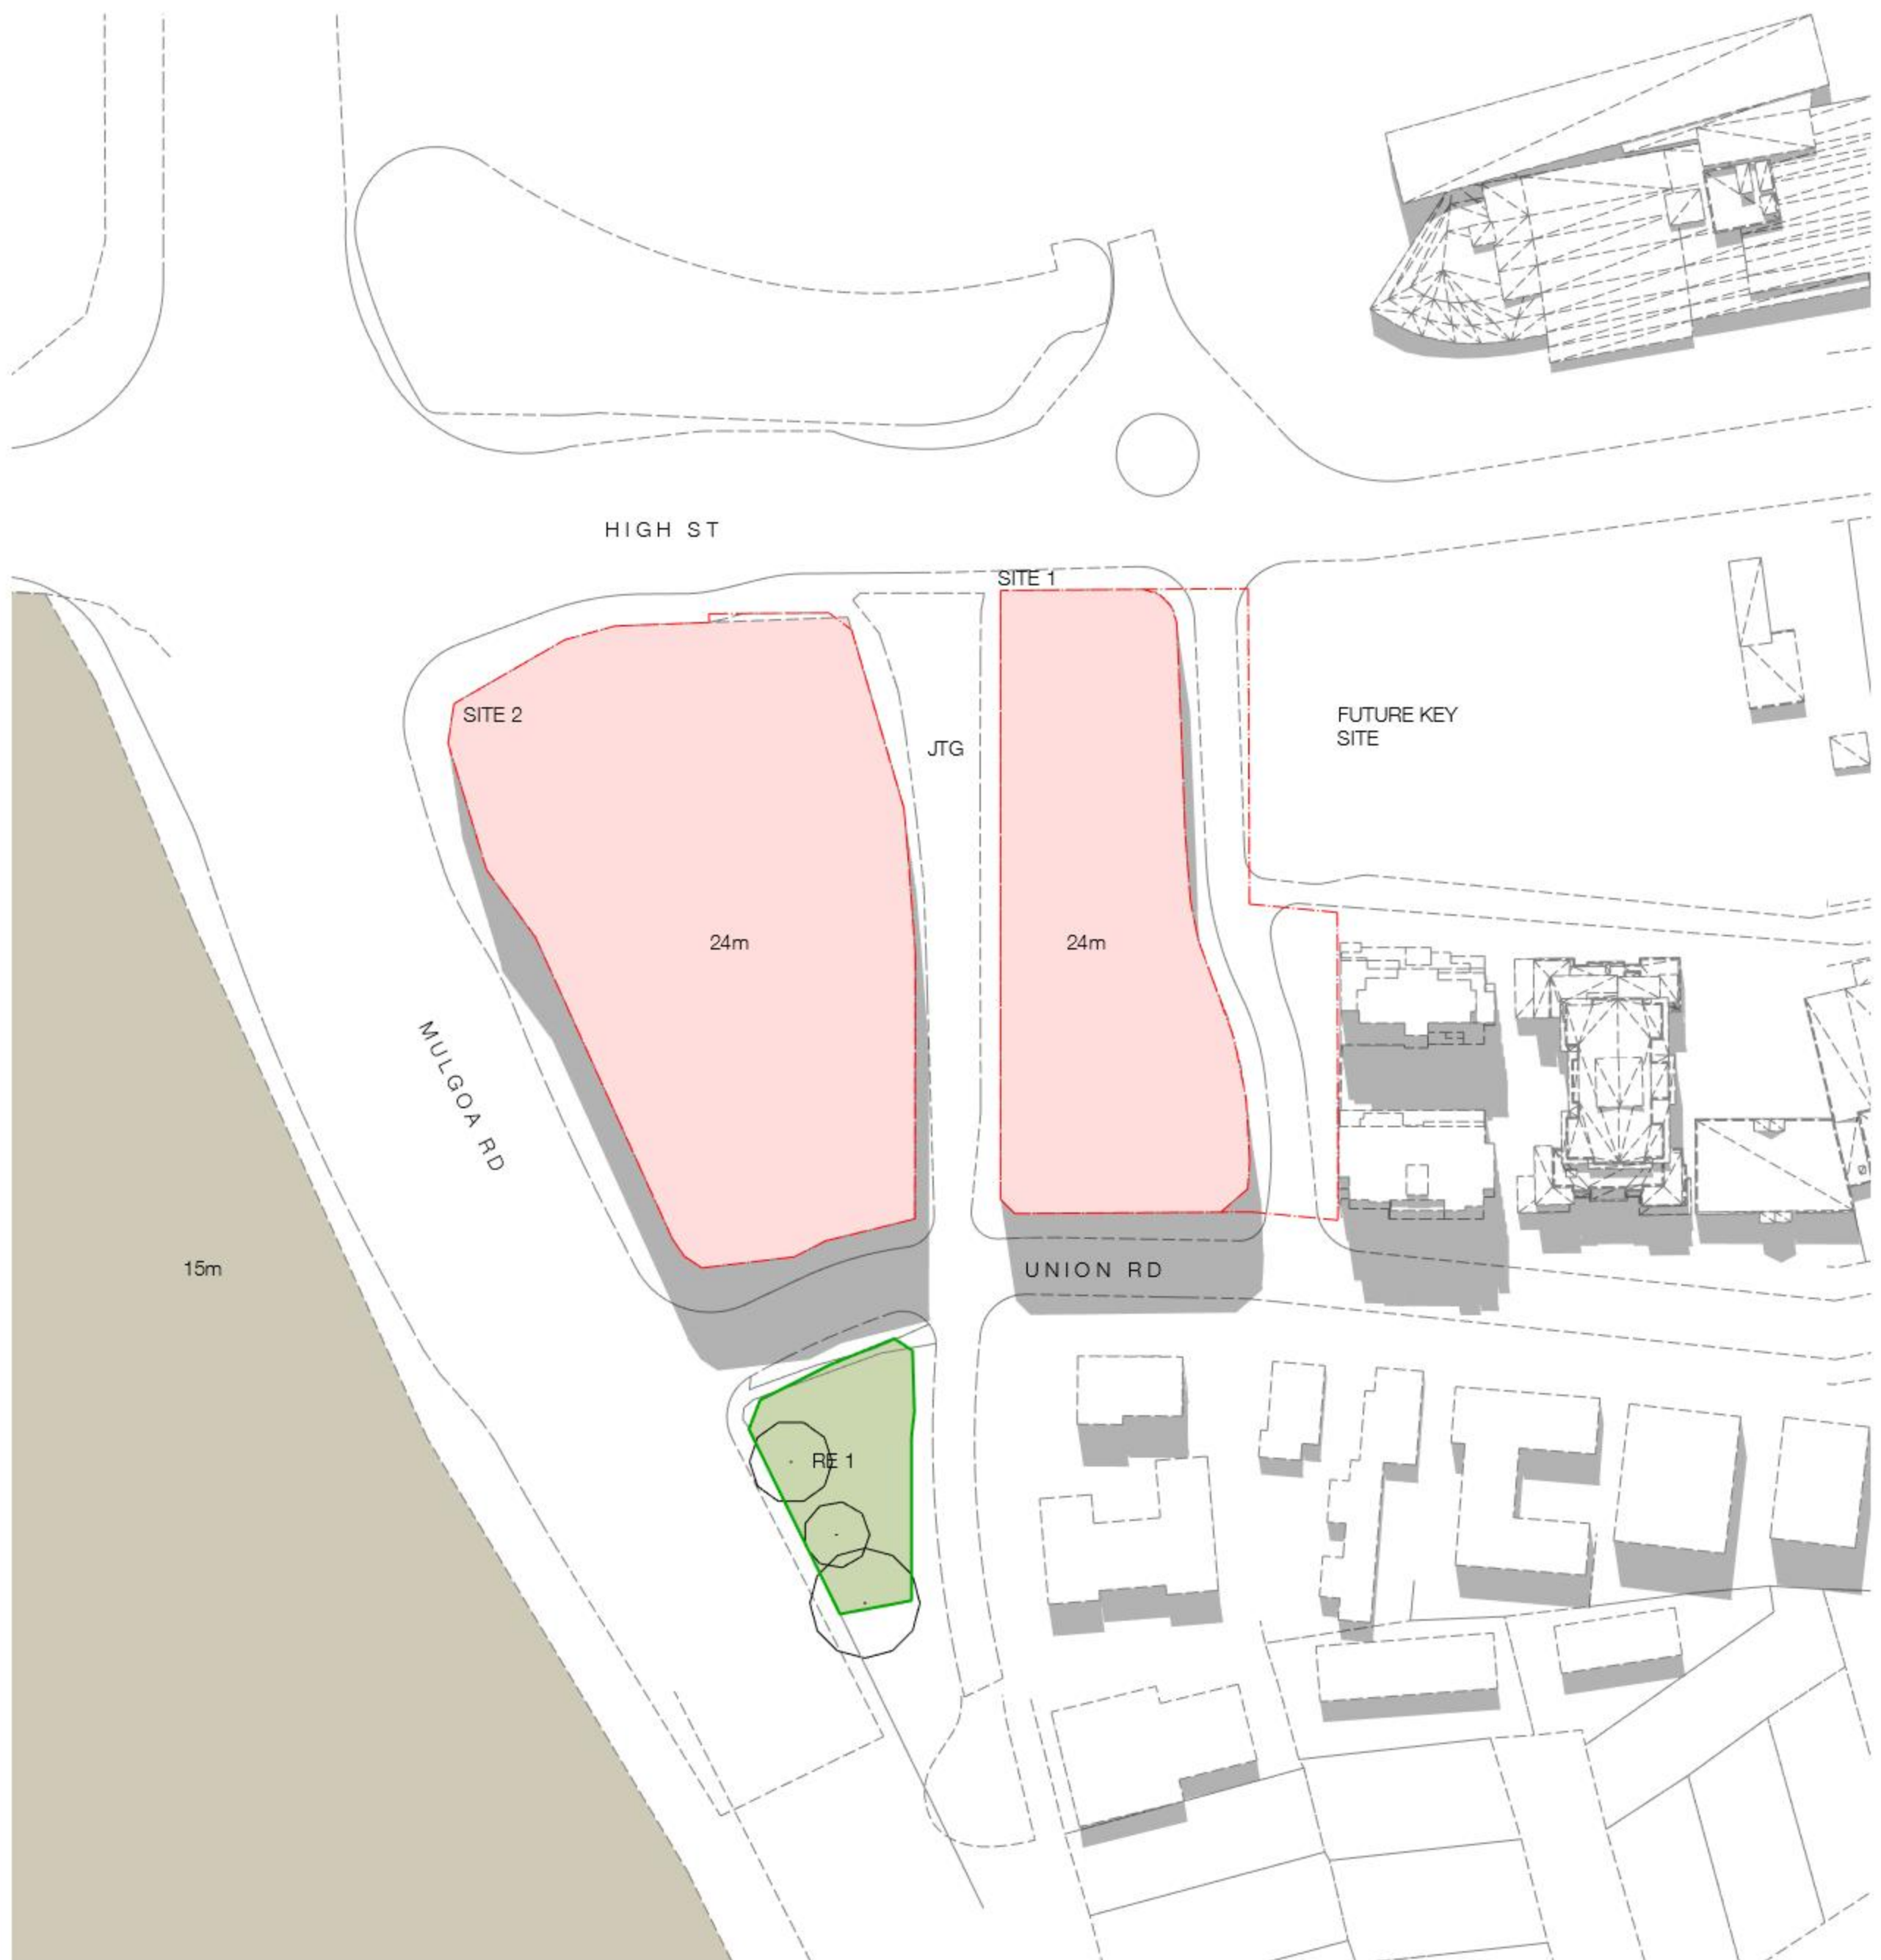 HIGH ST
SITE 1
SITE 2
FUTURE KEY
SITE
JTG
24m
24m
MULGOA RD
15m
UNION RD
RE 1